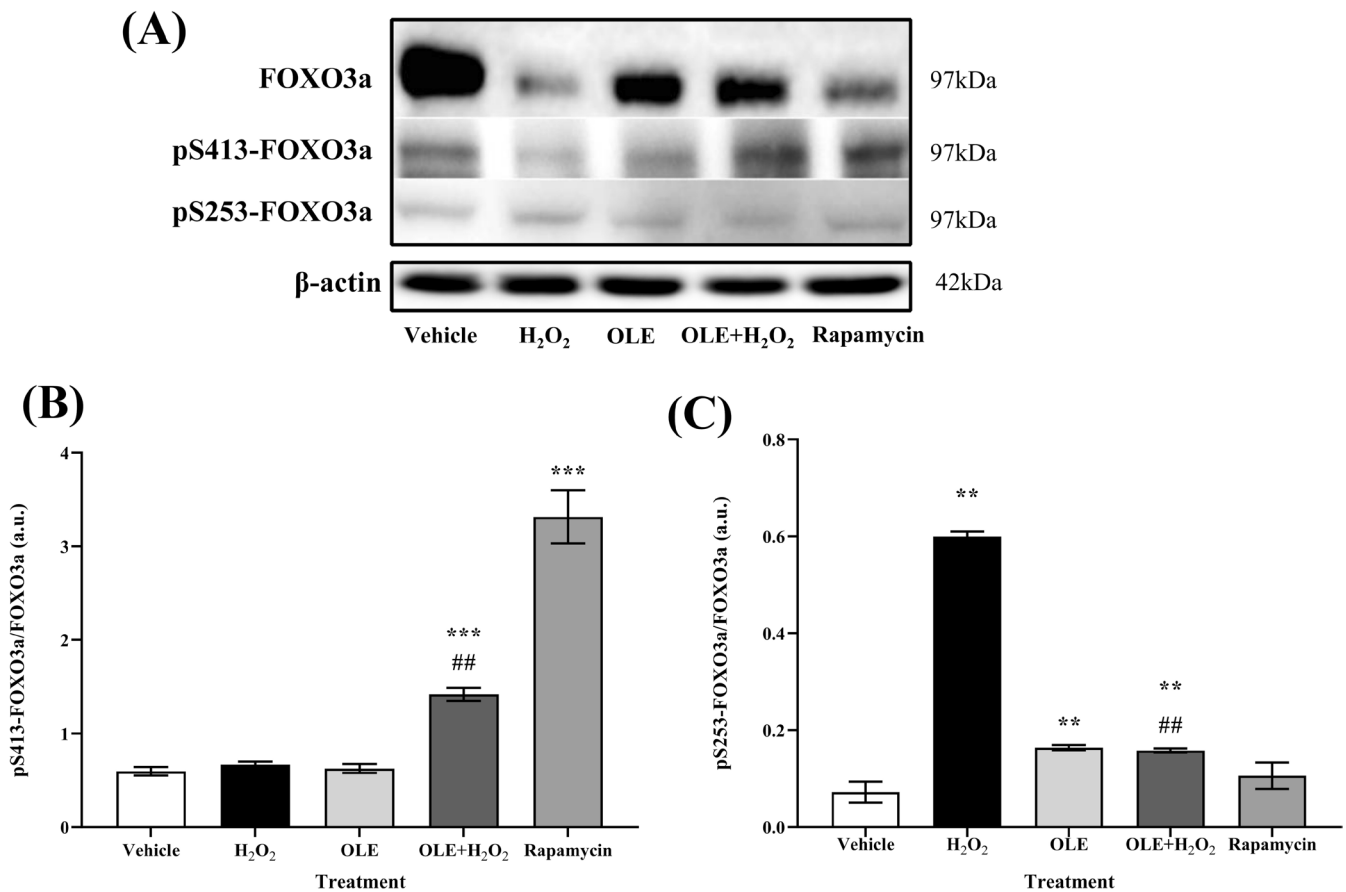 (A)
FOXO3a 97kDa
pS413-FOXO3a 97kDa
pS253-FOXO3a 97kDa
β-actin 42kDa
Vehicle H₂O₂ OLE OLE+H₂O₂ Rapamycin
(B)
pS413-FOXO3a/FOXO3a (a.u.)
4
3
2
1
0
***
##
***
Vehicle H₂O₂ OLE OLE+H₂O₂ Rapamycin
Treatment
(C)
pS253-FOXO3a/FOXO3a (a.u.)
0.8
0.6
0.4
0.2
0.0
**
**
**
##
Vehicle H₂O₂ OLE OLE+H₂O₂ Rapamycin
Treatment